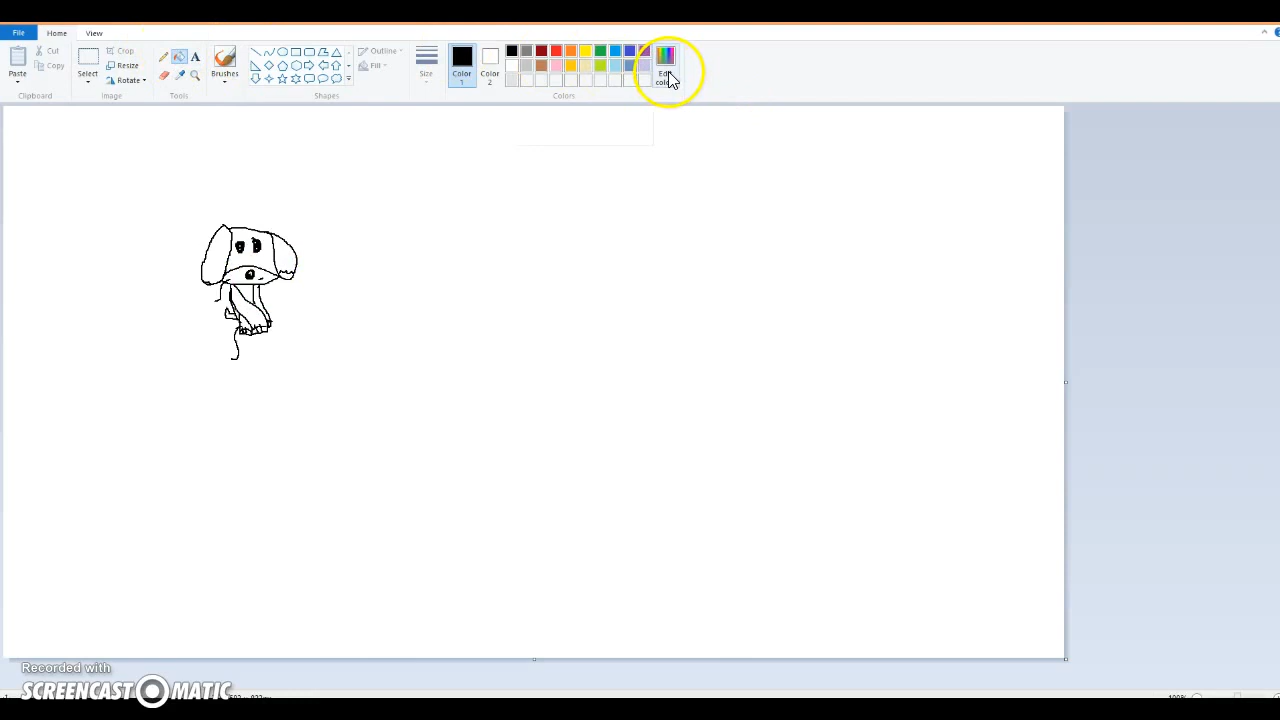 File Home View
Paste
Cut
Copy
Clipboard
Select
Crop
Resize
Rotate
Image
A
Tools
Brushes
Shapes
Outline
Fill
Size
Color
1
Color
2
Colors
Recorded with
SCREENCAST MATIC
100%